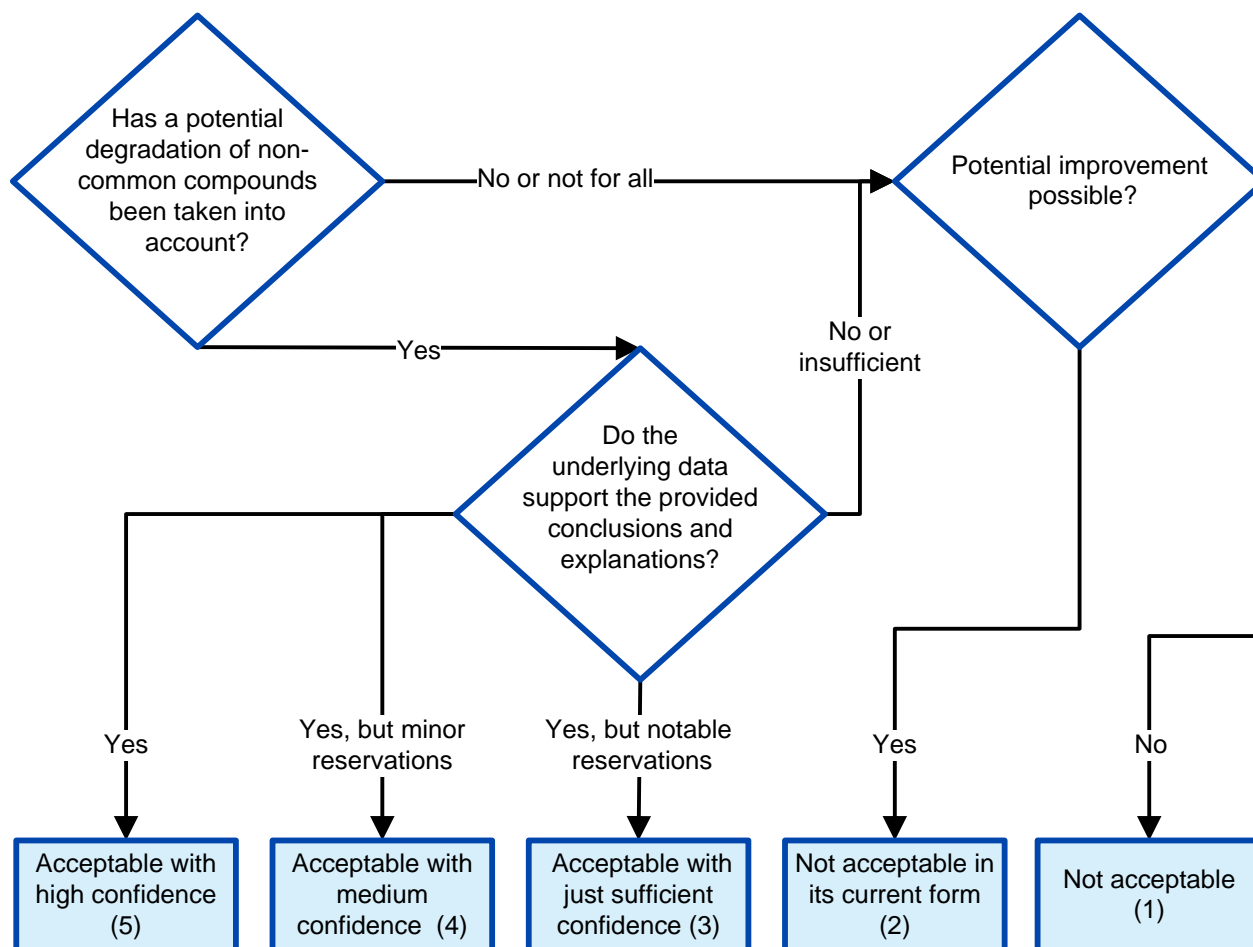 Has a potential
degradation of non-
common compounds
been taken into
account?
No or not for all
Potential improvement
possible?
Yes
No or
insufficient
Do the
underlying data
support the provided
conclusions and
explanations?
Yes
Yes, but minor
reservations
Yes, but notable
reservations
Yes
No
Acceptable with
high confidence
(5)
Acceptable with
medium
confidence (4)
Acceptable with
just sufficient
confidence (3)
Not acceptable in
its current form
(2)
Not acceptable
(1)